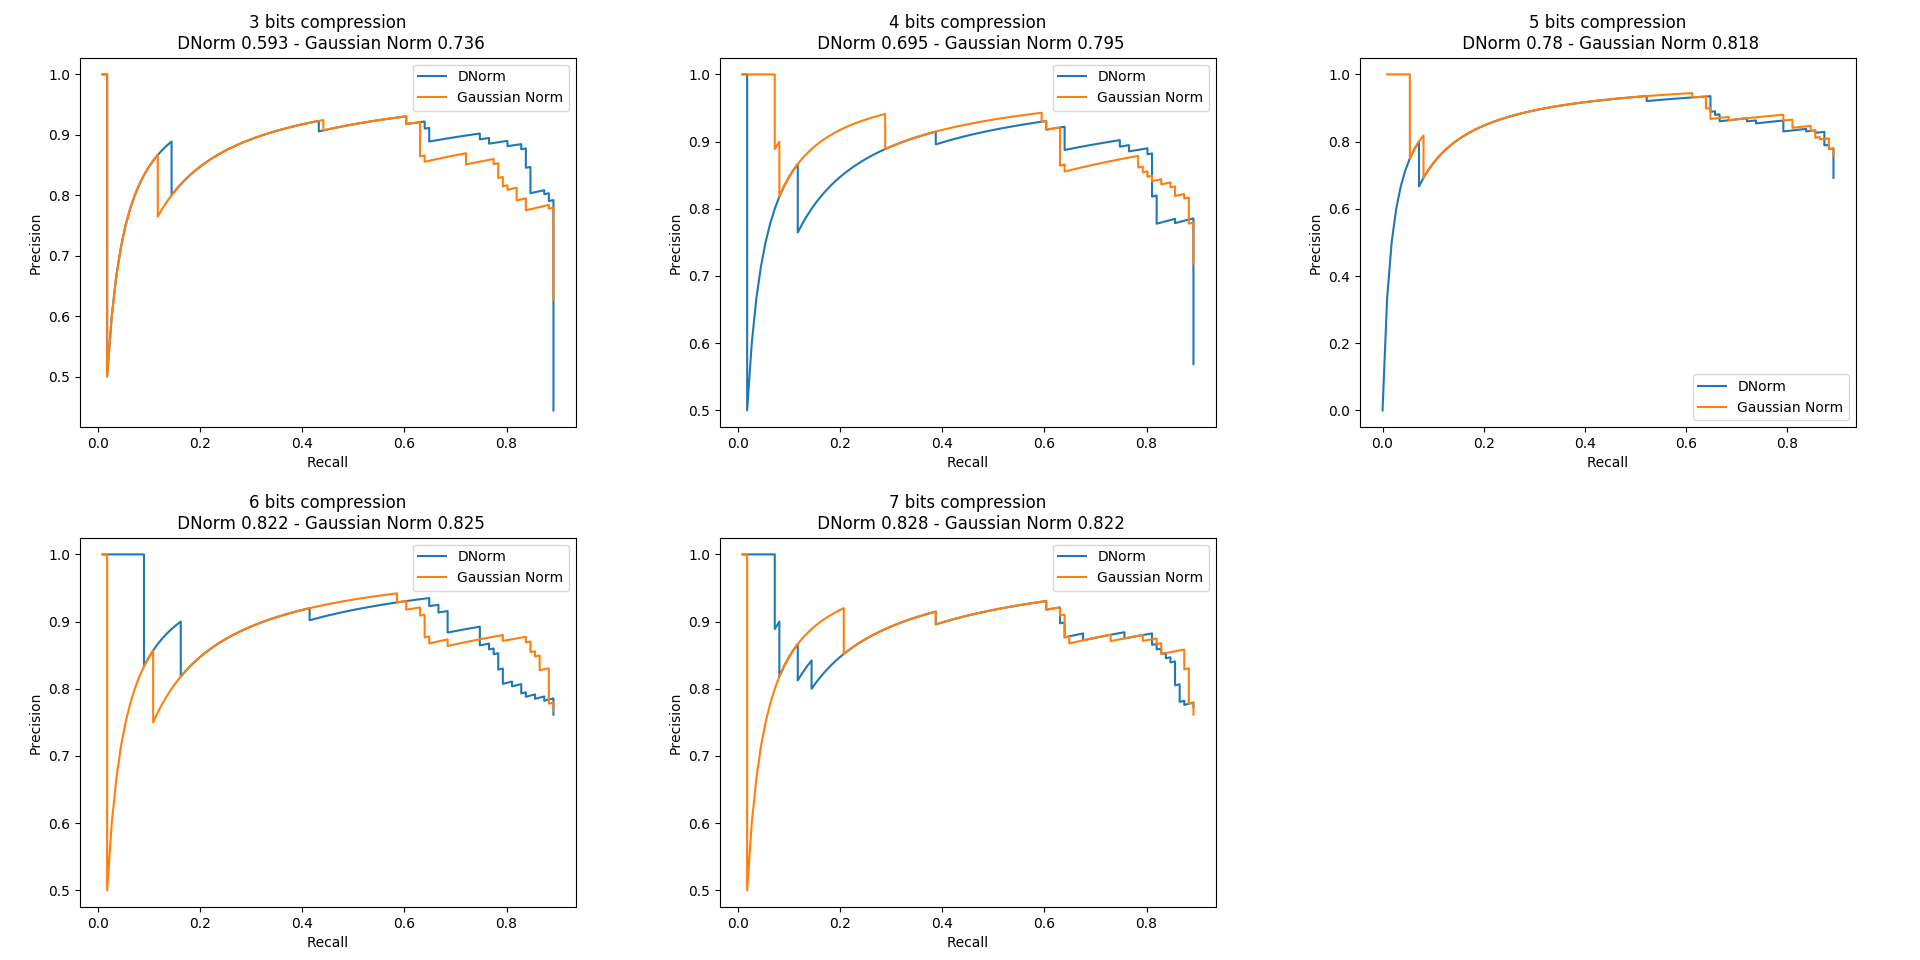 3 bits compression
DNorm 0.593 - Gaussian Norm 0.736
DNorm
Gaussian Norm
1.0
0.9
0.8
0.7
0.6
0.5
Precision
0.0 0.2 0.4 0.6 0.8
Recall
4 bits compression
DNorm 0.695 - Gaussian Norm 0.795
DNorm
Gaussian Norm
1.0
0.9
0.8
0.7
0.6
0.5
Precision
0.0 0.2 0.4 0.6 0.8
Recall
5 bits compression
DNorm 0.78 - Gaussian Norm 0.818
1.0
0.8
0.6
0.4
0.2
0.0
Precision
DNorm
Gaussian Norm
0.0 0.2 0.4 0.6 0.8
Recall
6 bits compression
DNorm 0.822 - Gaussian Norm 0.825
DNorm
Gaussian Norm
1.0
0.9
0.8
0.7
0.6
0.5
Precision
0.0 0.2 0.4 0.6 0.8
Recall
7 bits compression
DNorm 0.828 - Gaussian Norm 0.822
DNorm
Gaussian Norm
1.0
0.9
0.8
0.7
0.6
0.5
Precision
0.0 0.2 0.4 0.6 0.8
Recall